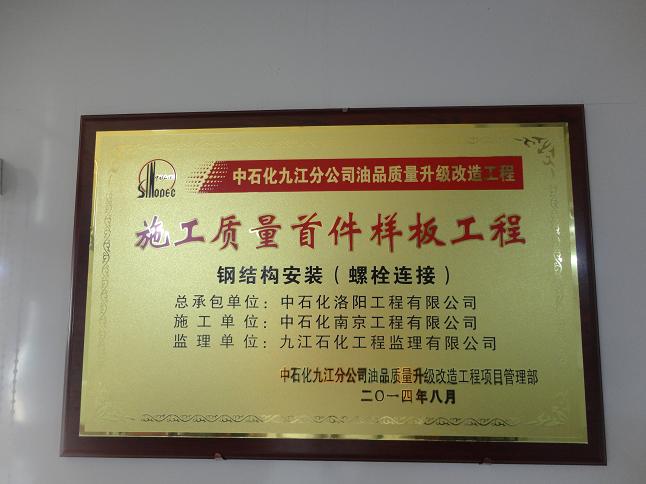 SINODEC
中石化九江分公司油品质量升级改造工程
施工质量首件样板工程
钢结构安装（螺栓连接）
总承包单位：中石化洛阳工程有限公司
施工单位：中石化南京工程有限公司
监理单位：九江石化工程监理有限公司
中石化九江分公司油品质量升级改造工程项目管理部
二〇一四年八月